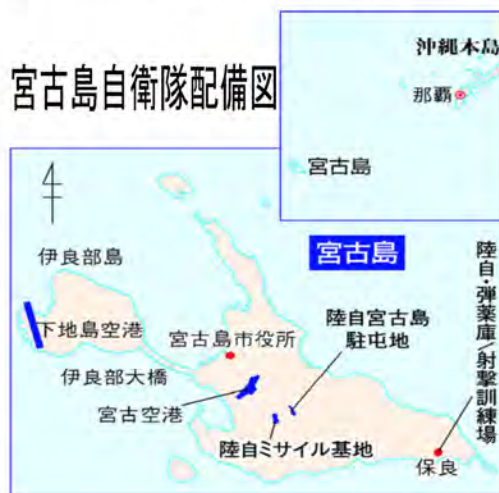 宮古島自衛隊配備図
沖縄本島
那覇
宮古島
宮古島
伊良部島
下地島空港
宮古島市役所
伊良部大橋
宮古空港
陸自宮古島
駐屯地
陸自ミサイル基地
陸自・弾薬庫/射撃訓練場
保良